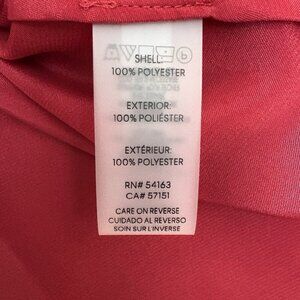 SHELL:
100% POLYESTER
EXTERIOR:
100% POLIÉSTER
EXTÉRIEUR:
100% POLYESTER
RN# 54163
CA# 57151
CARE ON REVERSE
CUIDADO AL REVERSO
SOIN SUR L'INVERSE